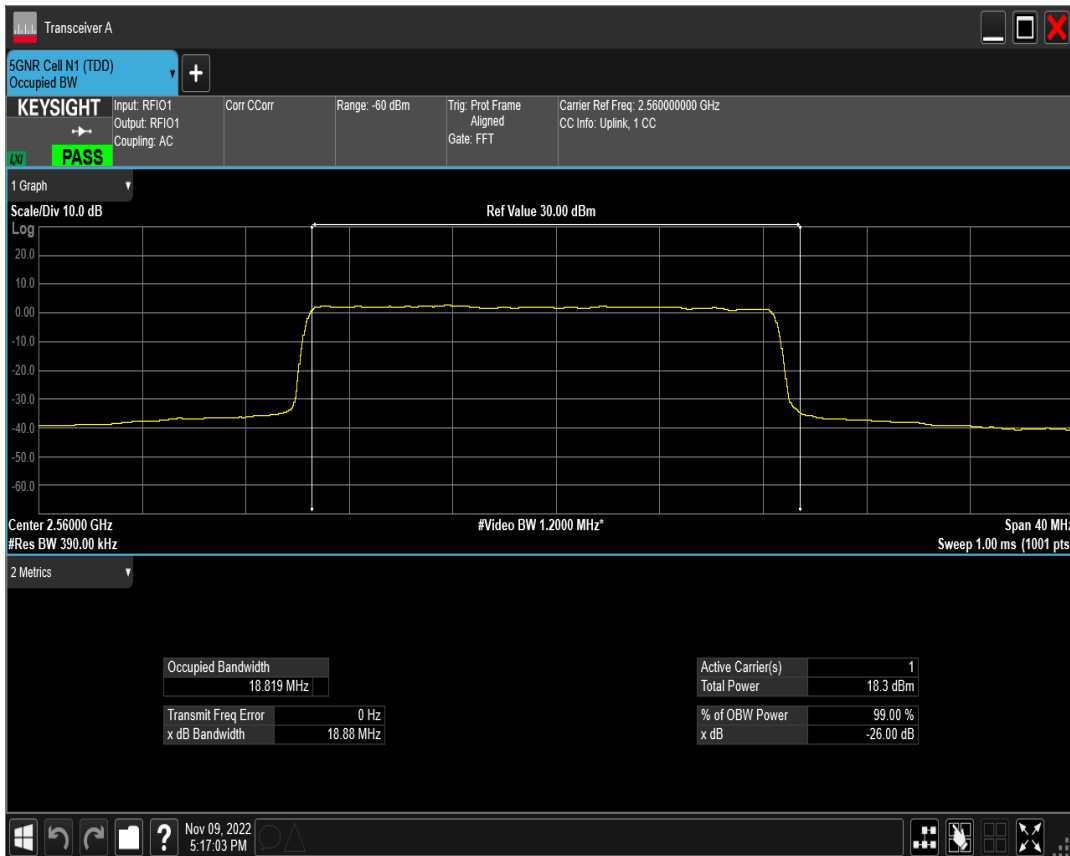 Transceiver A
5GNR Cell N1 (TDD)
Occupied BW
+
KEYSIGHT
LXI
PASS
Input: RFIO1
Output: RFIO1
Coupling: AC
Corr CCorr
Range: -60 dBm
Trig: Prot Frame
Aligned
Gate: FFT
Carrier Ref Freq: 2.560000000 GHz
CC Info: Uplink, 1 CC
1 Graph
Scale/Div 10.0 dB
Ref Value 30.00 dBm
Log
20.0
10.0
0.00
-10.0
-20.0
-30.0
-40.0
-50.0
-60.0
Center 2.56000 GHz
#Video BW 1.2000 MHz*
Span 40 MHz
#Res BW 390.00 kHz
Sweep 1.00 ms (1001 pts
2 Metrics
Occupied Bandwidth
18.819 MHz
Transmit Freq Error 0 Hz
x dB Bandwidth 18.88 MHz
Active Carrier(s) 1
Total Power 18.3 dBm
% of OBW Power 99.00 %
x dB -26.00 dB
?
Nov 09, 2022
5:17:03 PM